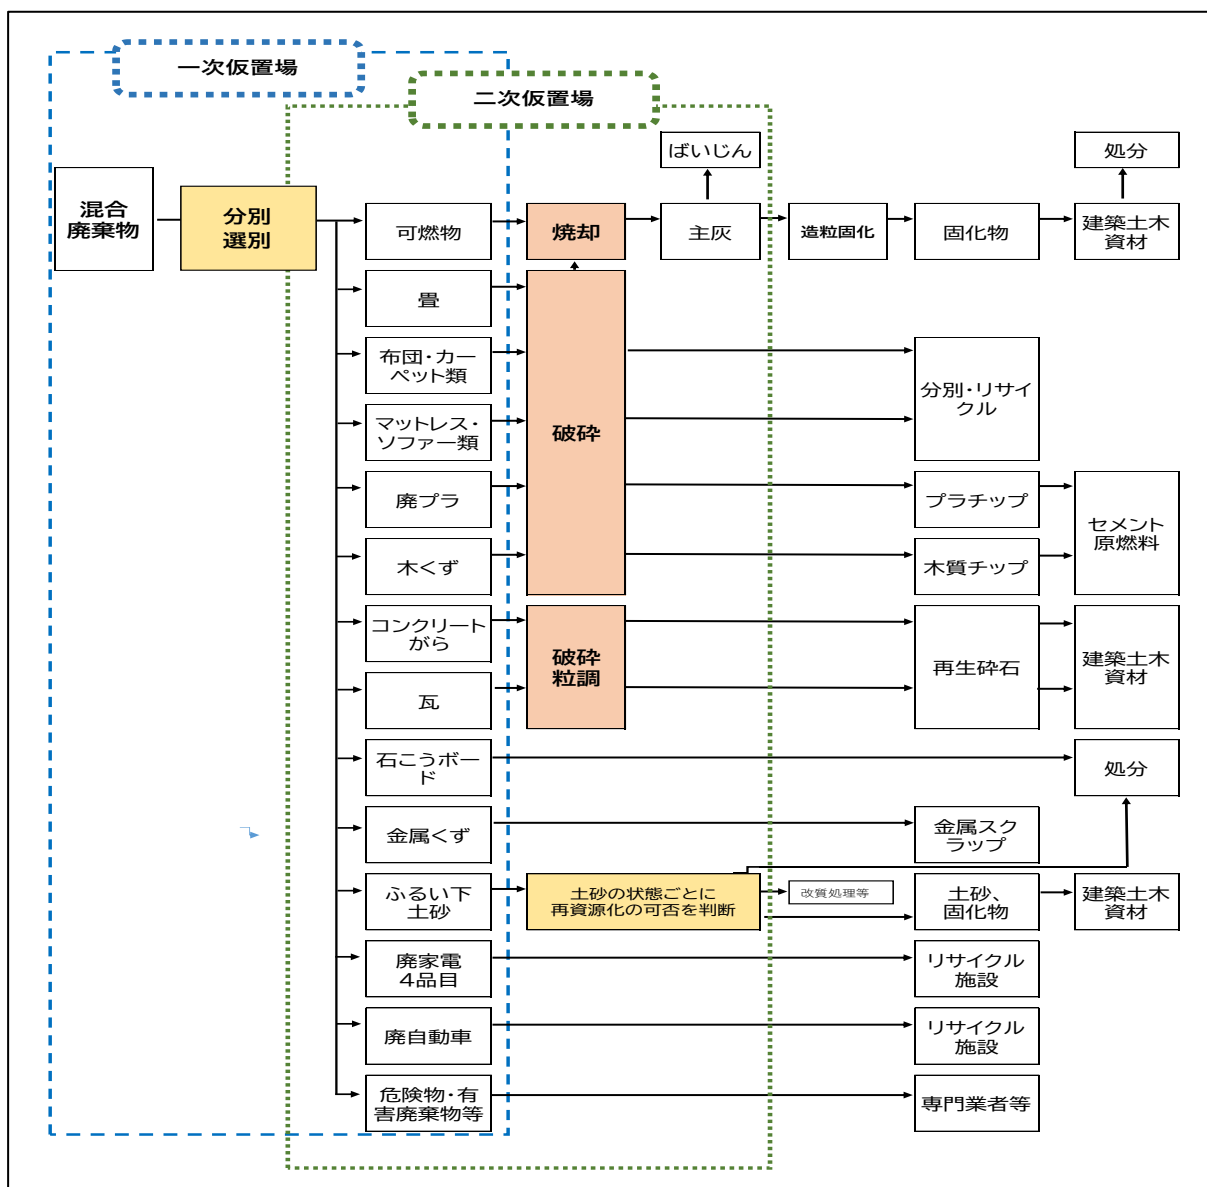 一次仮置場
二次仮置場
ばいじん
処分
混合
廃棄物
分別
選別
可燃物
焼却
主灰
造粒固化
固化物
建築土木
資材
畳
布団・カー
ペット類
マットレス・
ソファー類
破砕
分別・リサイ
クル
廃プラ
プラチップ
セメント
原燃料
木くず
木質チップ
コンクリート
がら
破砕
粒調
再生砕石
建築土木
資材
瓦
石こうボー
ド
処分
金属くず
金属スク
ラップ
ふるい下
土砂
土砂の状態ごとに
再資源化の可否を判断
改質処理等
土砂、
固化物
建築土木
資材
廃家電
4品目
リサイクル
施設
廃自動車
リサイクル
施設
危険物・有
害廃棄物等
専門業者等